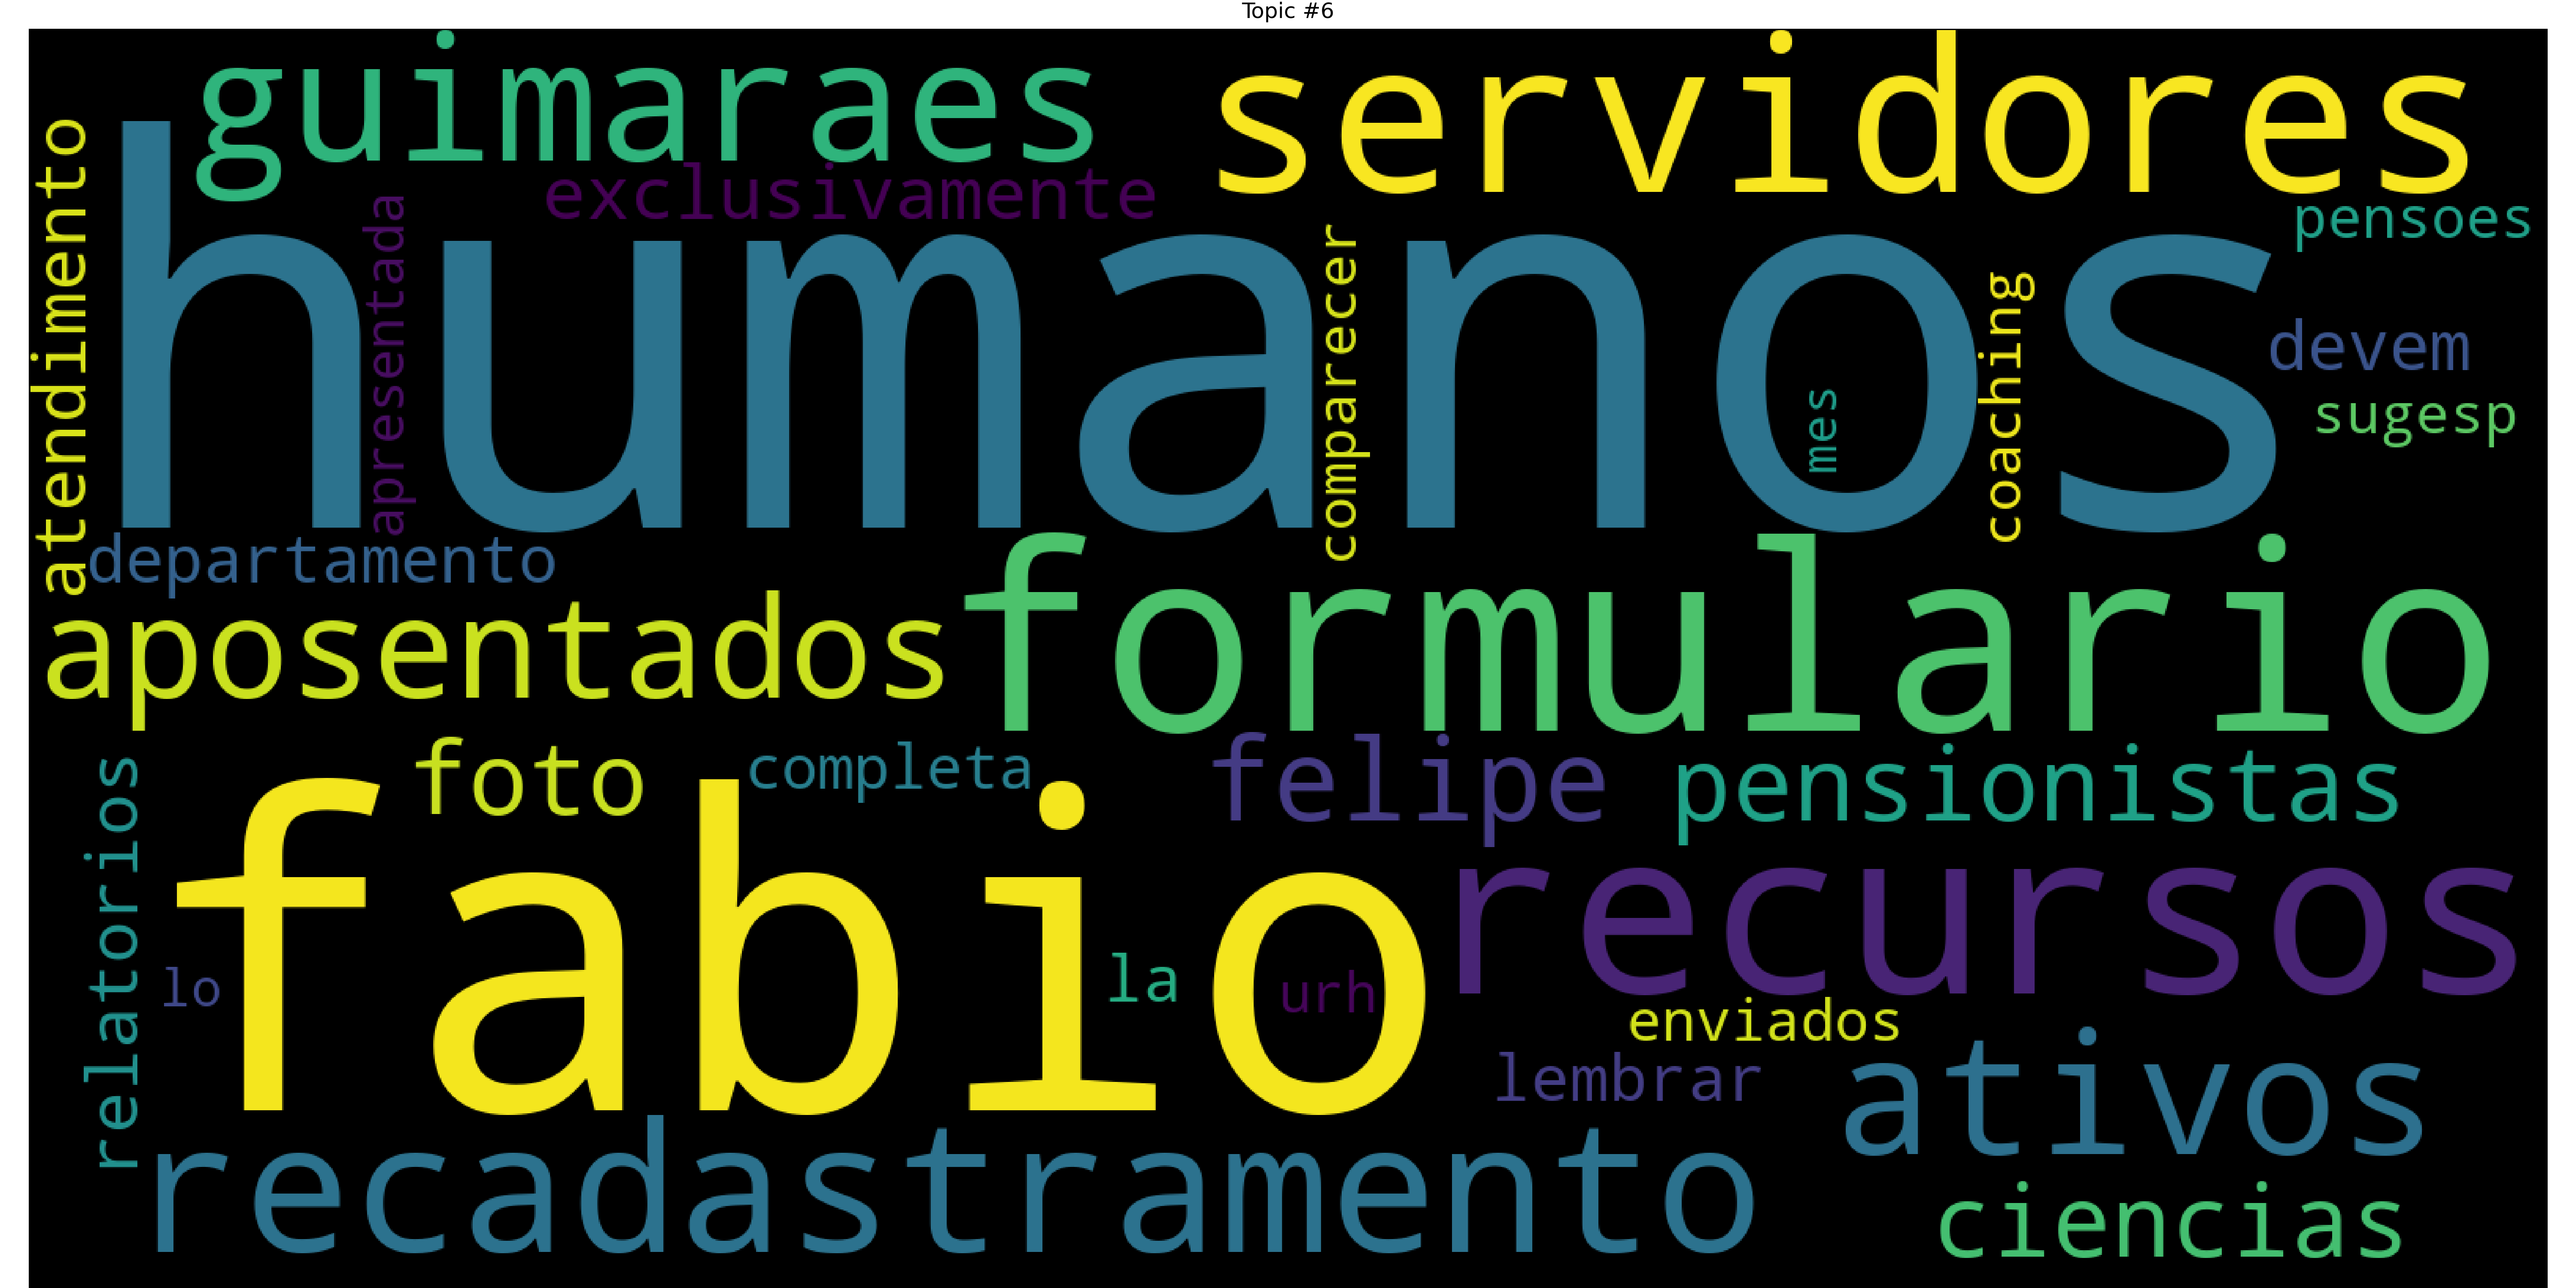 Topic #6
guimaraes
servidores
atendimento
exclusivamente
apresentada
pensoes
humanos
comparecer
mes
coaching
devem
sugesp
departamento
aposentados
formulario
foto
completa
felipe
pensionistas
relatorios
fabio
recursos
lo
la
urh
enviados
lembrar
ativos
recadastramento
ciencias